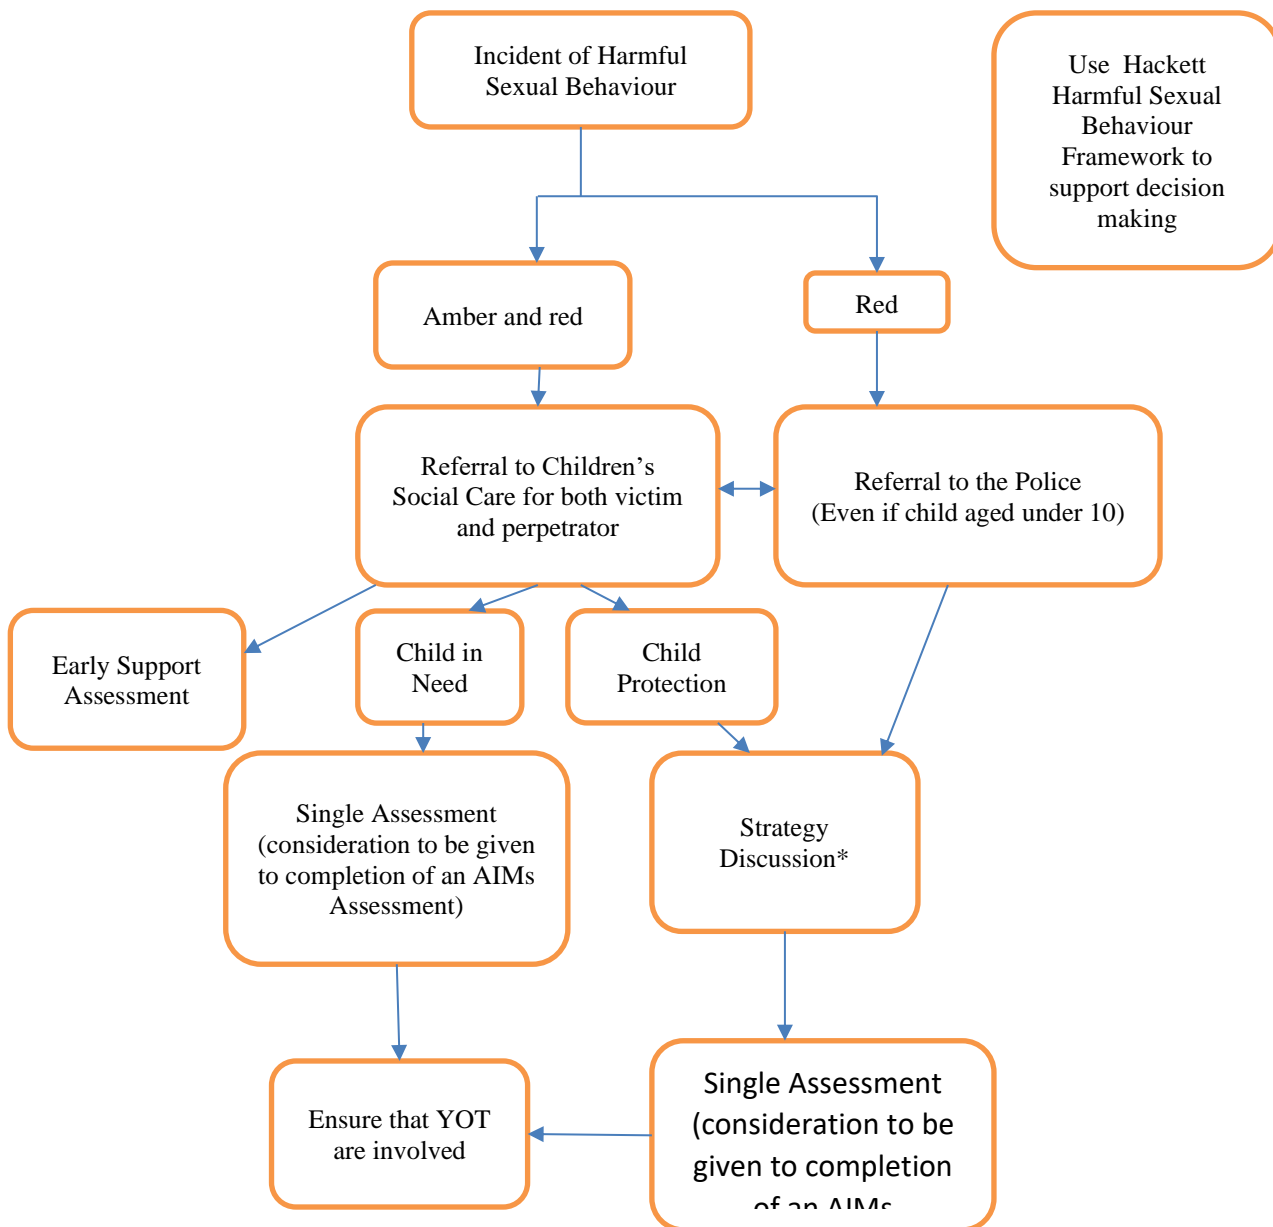 Incident of Harmful
Sexual Behaviour
Use Hackett
Harmful Sexual
Behaviour
Framework to
support decision
making
Amber and red
Red
Referral to Children’s
Social Care for both victim
and perpetrator
Referral to the Police
(Even if child aged under 10)
Early Support
Assessment
Child in
Need
Child
Protection
Single Assessment
(consideration to be given
to completion of an AIMs
Assessment)
Strategy
Discussion*
Ensure that YOT
are involved
Single Assessment
(consideration to be
given to completion
of an AIMs